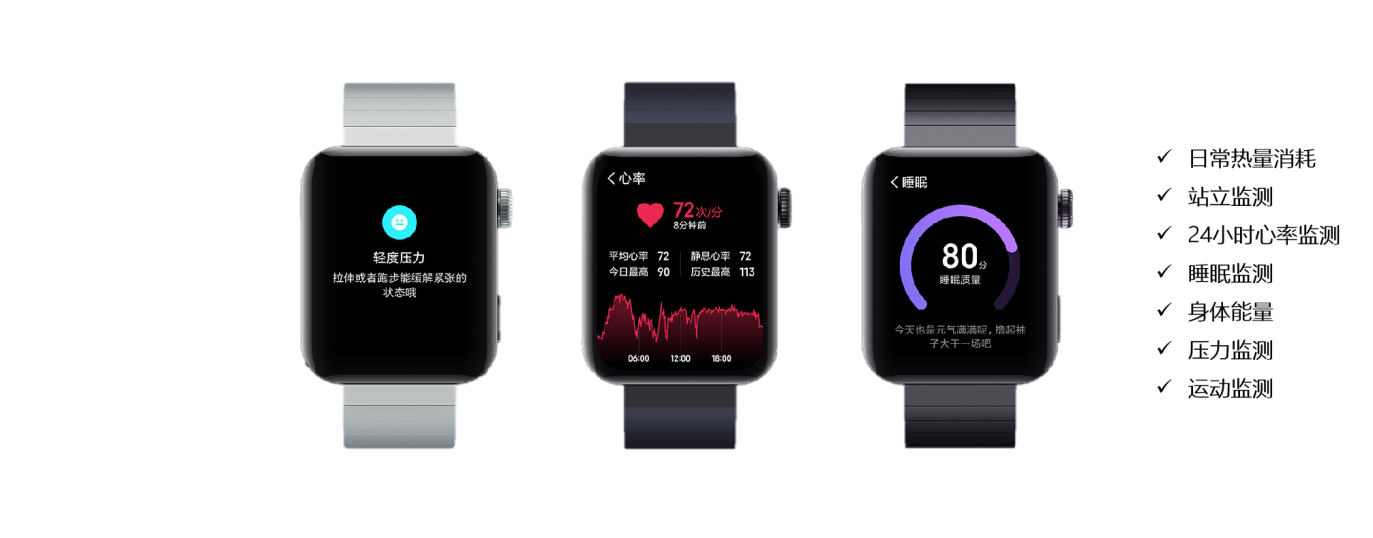 轻度压力
拉伸或者跑步能缓解紧张的
状态哦
心率
72次/分
8分钟前
平均心率 72 静息心率 72
今日最高 90 历史最高 113
06:00 12:00 18:00
睡眠
80分
睡眠质量
今天也是元气满满呢，撸起袖
子大干一场吧
日常热量消耗
站立监测
24小时心率监测
睡眠监测
身体能量
压力监测
运动监测